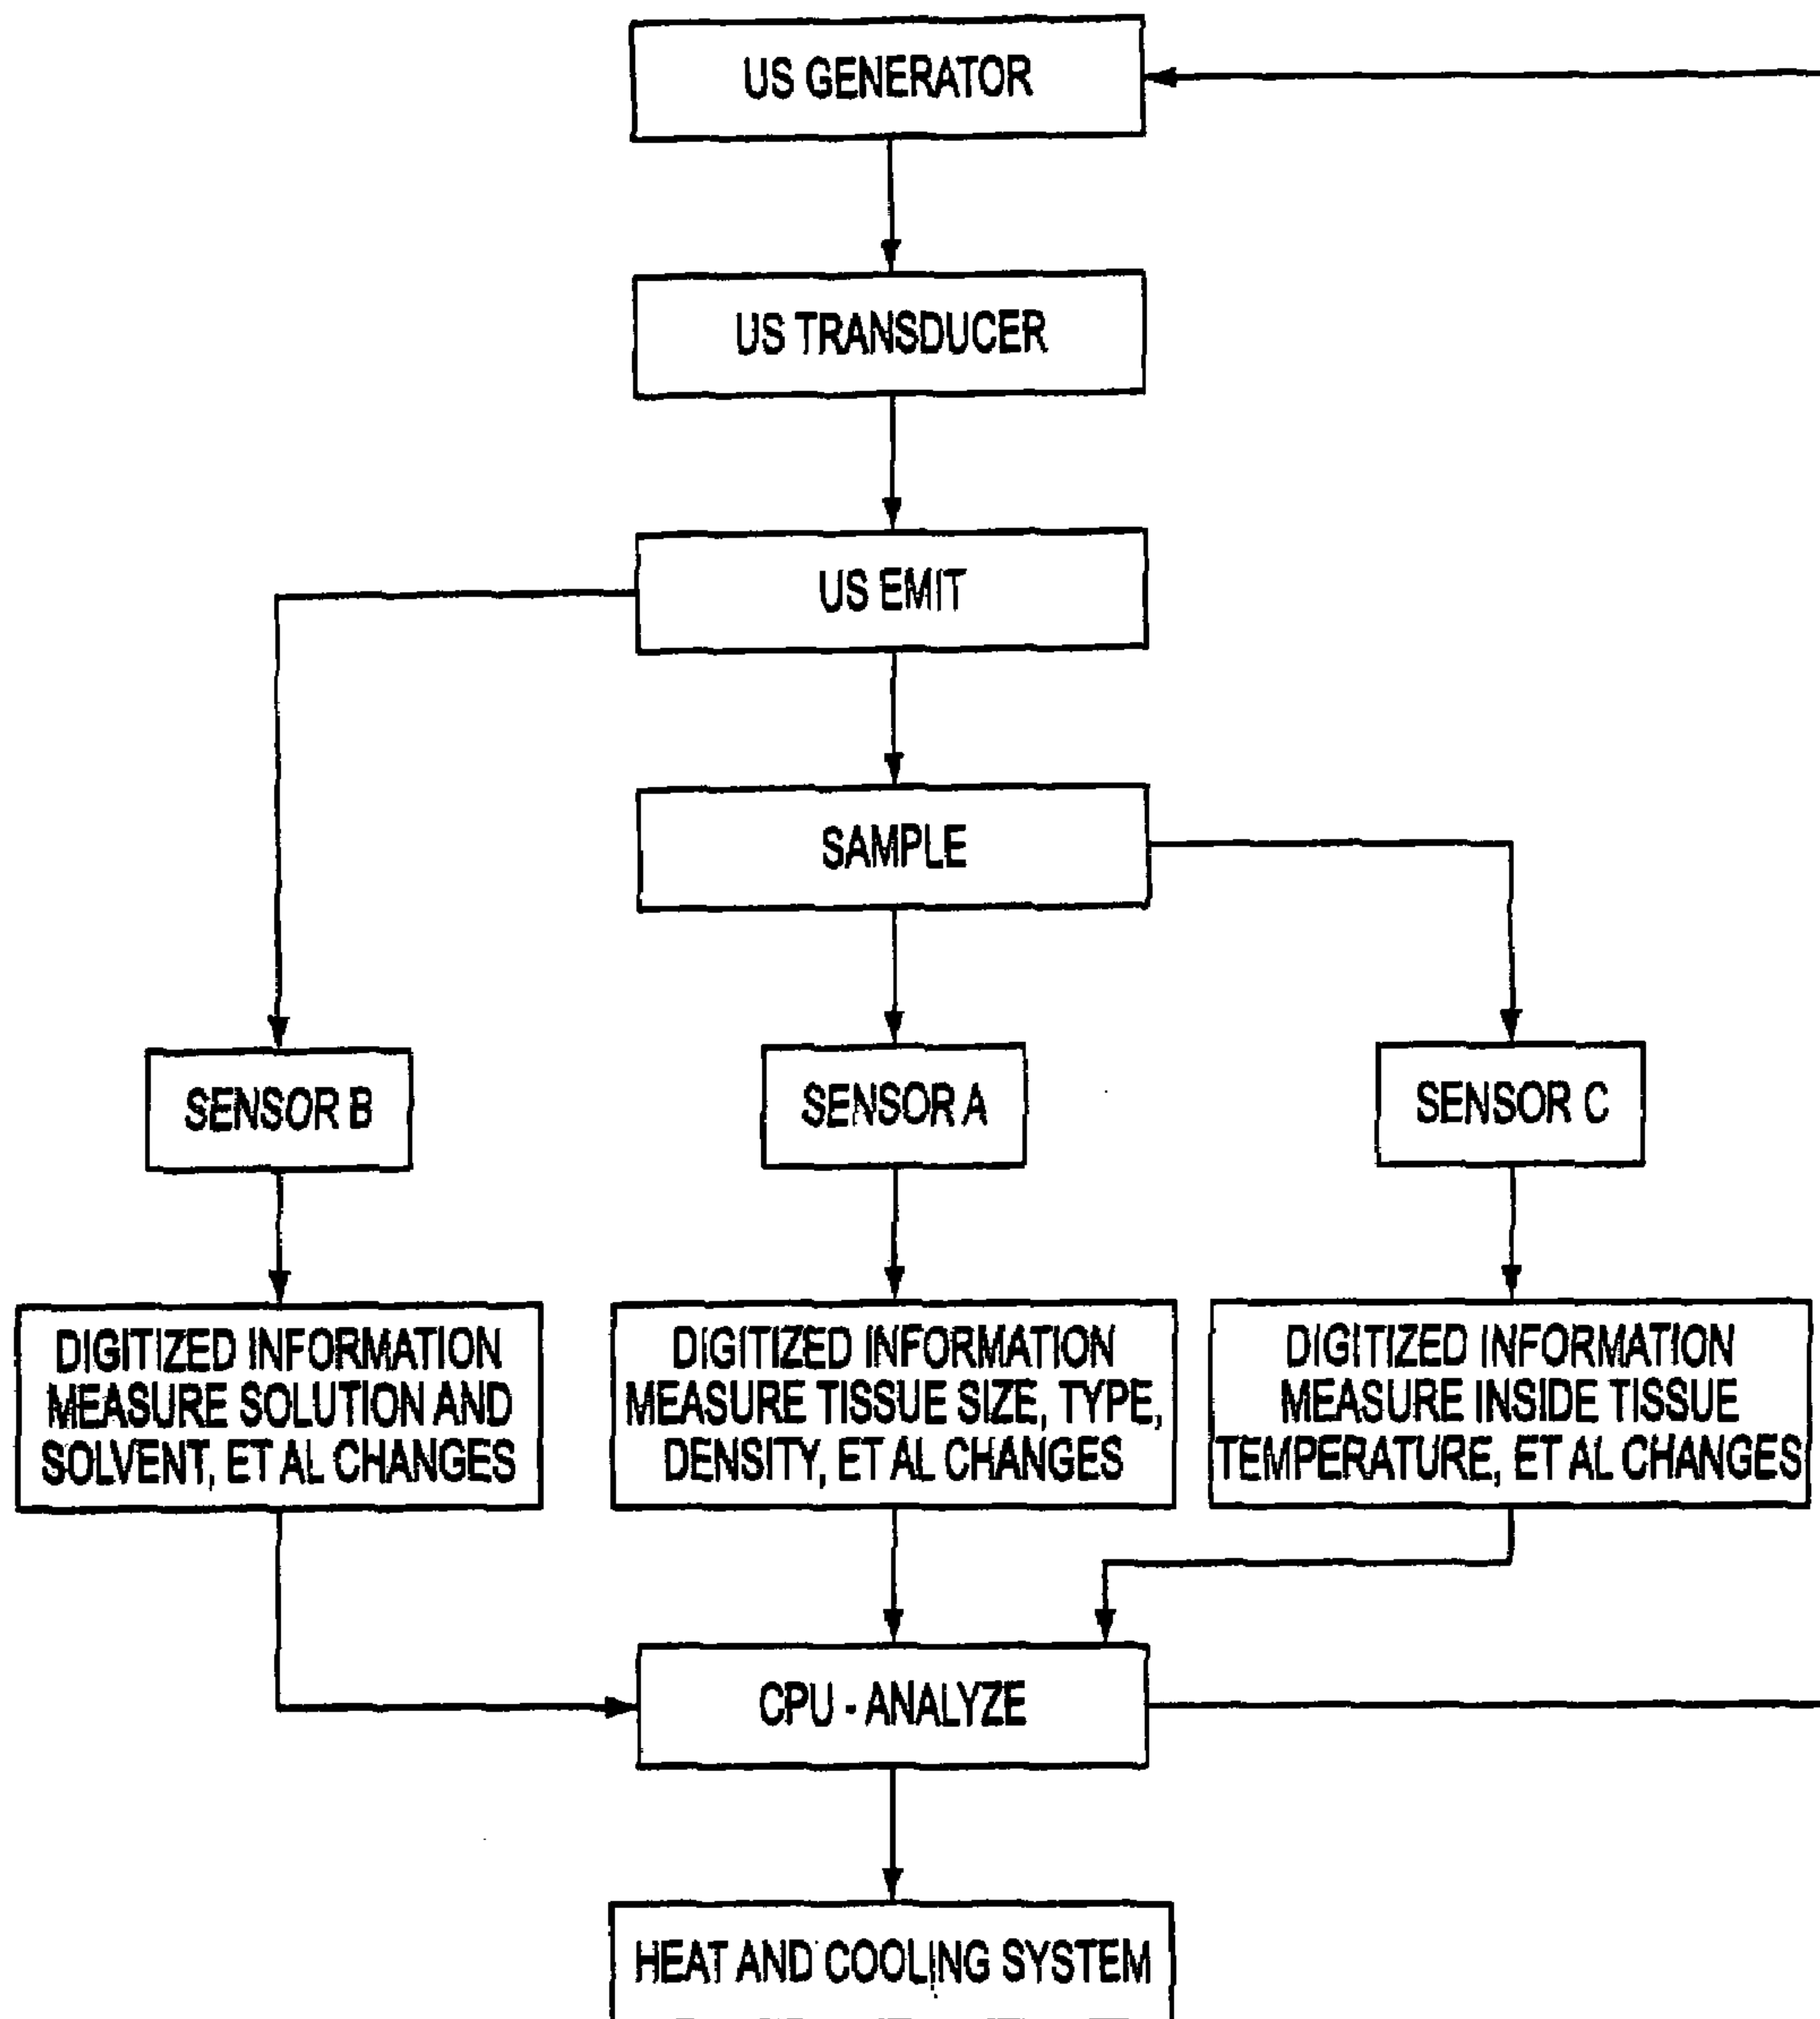 US GENERATOR
US TRANSDUCER
US EMIT
SAMPLE
SENSOR B
SENSOR A
SENSOR C
DIGITIZED INFORMATION
MEASURE SOLUTION AND
SOLVENT, ET AL CHANGES
DIGITIZED INFORMATION
MEASURE TISSUE SIZE, TYPE,
DENSITY, ET AL CHANGES
DIGITIZED INFORMATION
MEASURE INSIDE TISSUE
TEMPERATURE, ET AL CHANGES
CPU - ANALYZE
HEAT AND COOLING SYSTEM